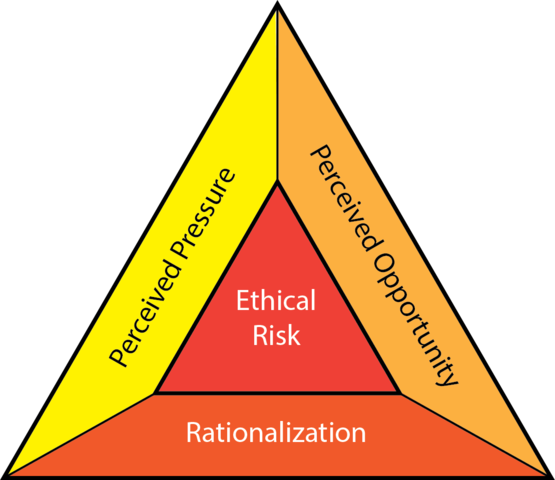 Perceived Pressure
Perceived Opportunity
Ethical
Risk
Rationalization